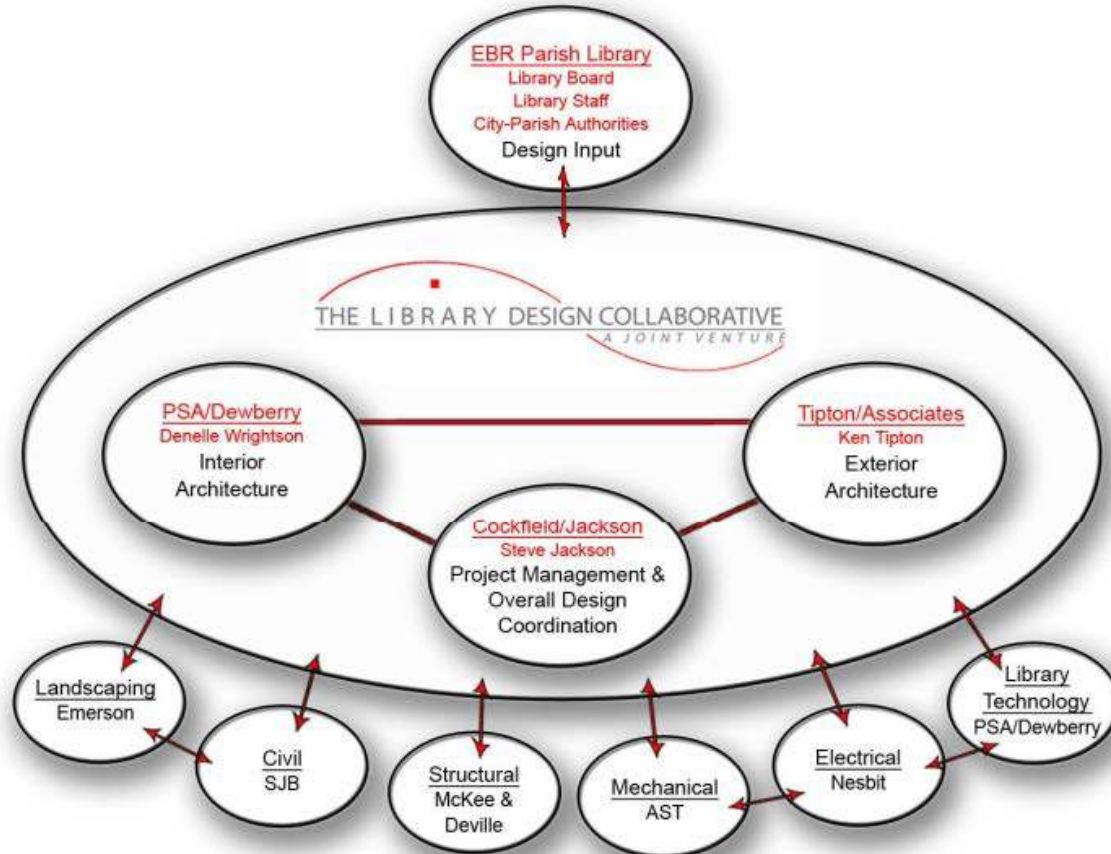 EBR Parish Library
Library Board
Library Staff
City-Parish Authorities
Design Input
THE LIBRARY DESIGN COLLABORATIVE
A JOINT VENTURE
PSA/Dewberry
Denelle Wrightson
Interior
Architecture
Tipton/Associates
Ken Tipton
Exterior
Architecture
Cockfield/Jackson
Steve Jackson
Project Management &
Overall Design
Coordination
Landscaping
Emerson
Civil
SJB
Structural
McKee &
Deville
Mechanical
AST
Electrical
Nesbit
Library
Technology
PSA/Dewberry